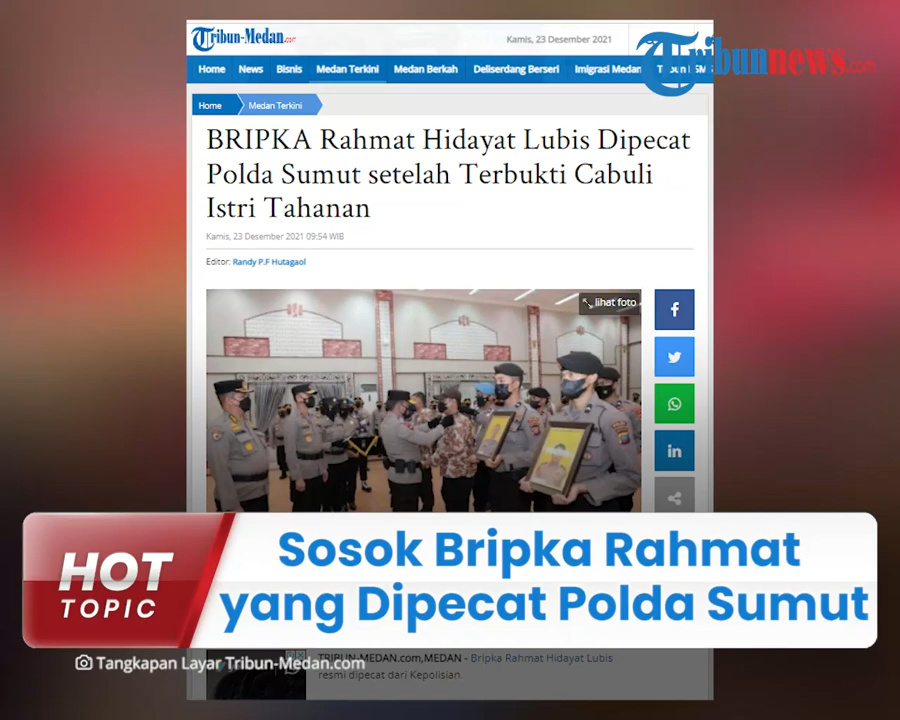 Tribun-Medan.com
Kamis, 23 Desember 2021
Tribunnews.com
Home News Bisnis Medan Terkini Medan Berkah Deliserdang Berseri Imigrasi Medan
Home Medan Terkini
BRIPKA Rahmat Hidayat Lubis Dipecat
Polda Sumut setelah Terbukti Cabuli
Istri Tahanan
Kamis, 23 Desember 2021 09:54 WIB
Editor: Randy P.F Hutagaol
lihat foto
HOT
TOPIC
Sosok Bripka Rahmat
yang Dipecat Polda Sumut
Tangkapan Layar Tribun-Medan.com
TRIBUN-MEDAN.com,MEDAN - Bripka Rahmat Hidayat Lubis
resmi dipecat dari Kepolisian.